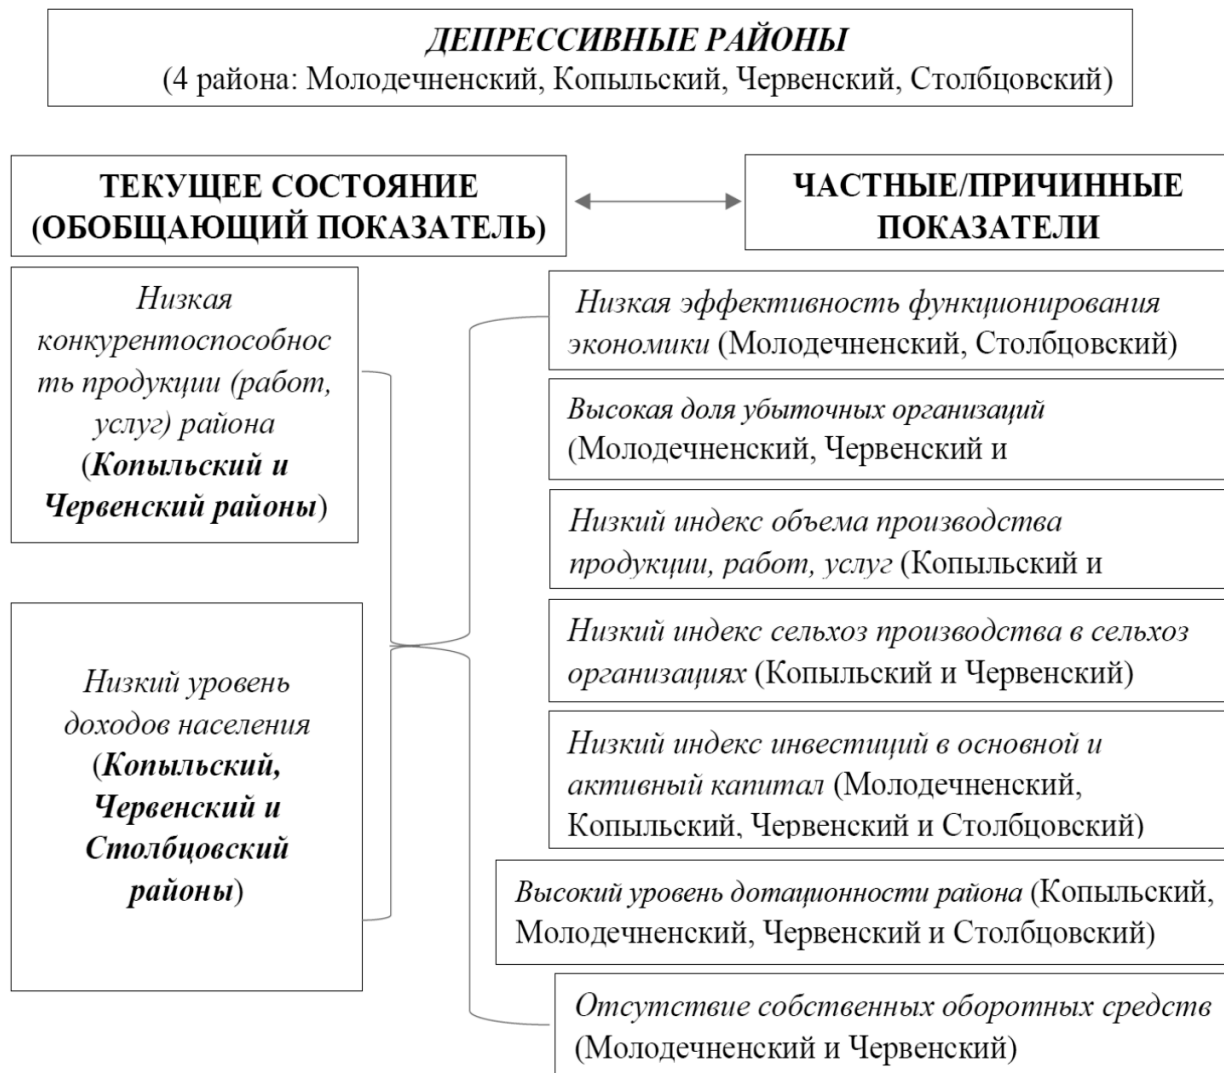 ДЕПРЕССИВНЫЕ РАЙОНЫ
(4 района: Молодечненский, Копыльский, Червенский, Столбцовский)
ТЕКУЩЕЕ СОСТОЯНИЕ
(ОБОБЩАЮЩИЙ ПОКАЗАТЕЛЬ)
ЧАСТНЫЕ/ПРИЧИННЫЕ
ПОКАЗАТЕЛИ
Низкая
конкурентоспособнос
ть продукции (работ,
услуг) района
(Копыльский и
Червенский районы)
Низкий уровень
доходов населения
(Копыльский,
Червенский и
Столбцовский
районы)
Низкая эффективность функционирования
экономики (Молодечненский, Столбцовский)
Высокая доля убыточных организаций
(Молодечненский, Червенский и
Низкий индекс объема производства
продукции, работ, услуг (Копыльский и
Низкий индекс сельхоз производства в сельхоз
организациях (Копыльский и Червенский)
Низкий индекс инвестиций в основной и
активный капитал (Молодечненский,
Копыльский, Червенский и Столбцовский)
Высокий уровень дотационности района (Копыльский,
Молодечненский, Червенский и Столбцовский)
Отсутствие собственных оборотных средств
(Молодечненский и Червенский)